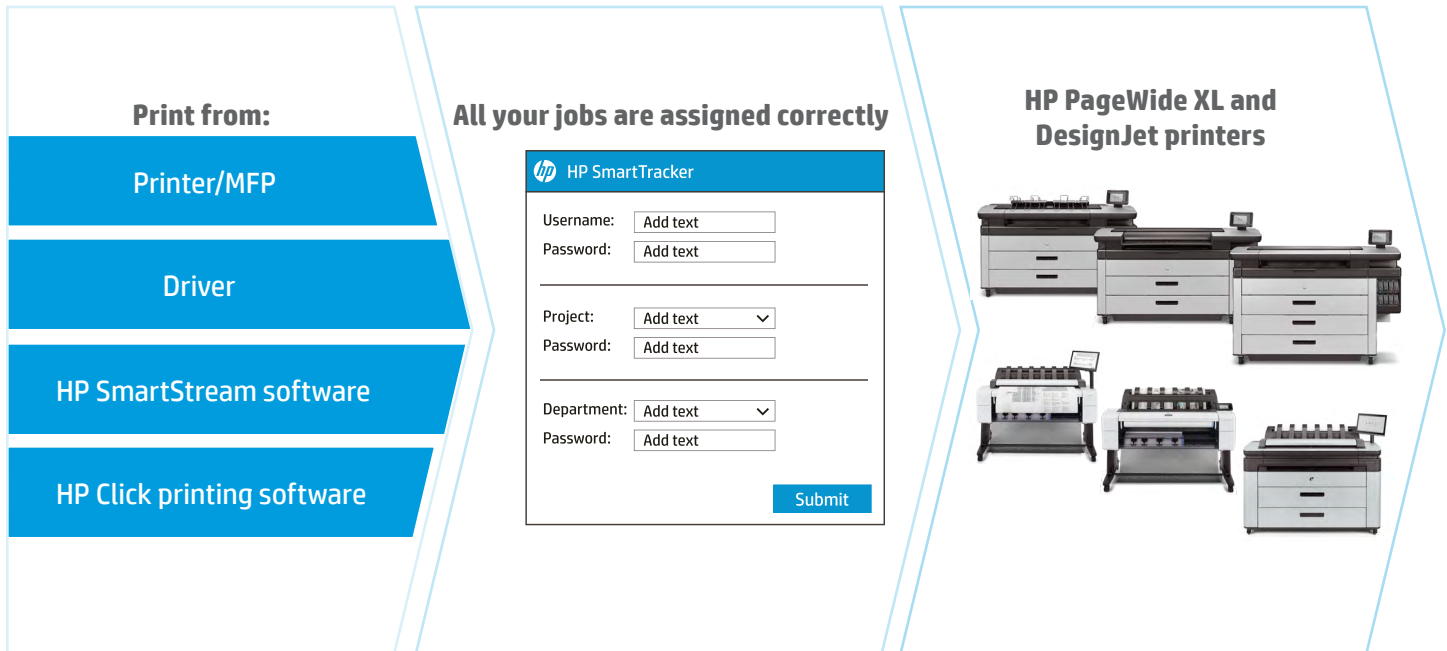 Print from:
Printer/MFP
Driver
HP SmartStream software
HP Click printing software
All your jobs are assigned correctly
hp HP SmartTracker
Username: Add text
Password: Add text
Project: Add text
Password: Add text
Department: Add text
Password: Add text
Submit
HP PageWide XL and
DesignJet printers